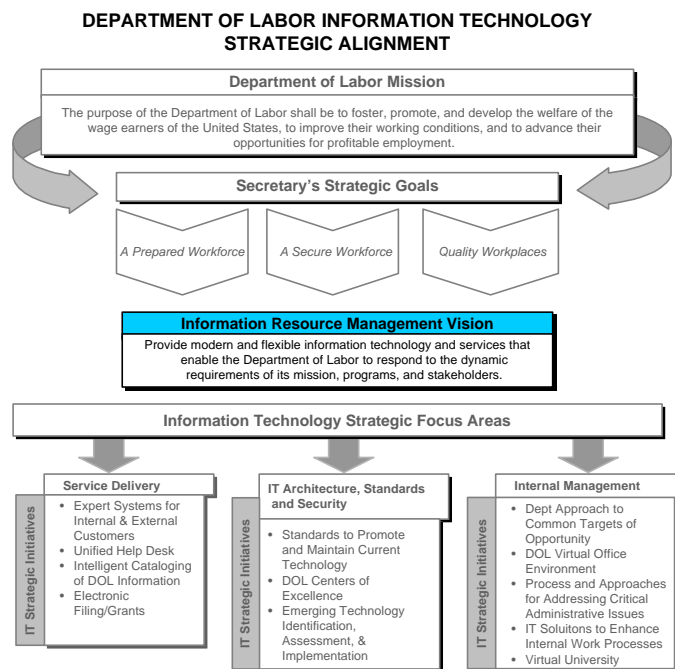 DEPARTMENT OF LABOR INFORMATION TECHNOLOGY
STRATEGIC ALIGNMENT
Department of Labor Mission
The purpose of the Department of Labor shall be to foster, promote, and develop the welfare of the
wage earners of the United States, to improve their working conditions, and to advance their
opportunities for profitable employment.
Secretary's Strategic Goals
A Prepared Workforce
A Secure Workforce
Quality Workplaces
Information Resource Management Vision
Provide modern and flexible information technology and services that
enable the Department of Labor to respond to the dynamic
requirements of its mission, programs, and stakeholders.
Information Technology Strategic Focus Areas
IT Strategic Initiatives
Service Delivery
• Expert Systems for
Internal & External
Customers
• Unified Help Desk
• Intelligent Cataloging
of DOL Information
• Electronic
Filing/Grants
IT Strategic Initiatives
IT Architecture, Standards
and Security
• Standards to Promote
and Maintain Current
Technology
• DOL Centers of
Excellence
• Emerging Technology
Identification,
Assessment, &
Implementation
IT Strategic Initiatives
Internal Management
• Dept Approach to
Common Targets of
Opportunity
• DOL Virtual Office
Environment
• Process and Approaches
for Addressing Critical
Administrative Issues
• IT Soluitons to Enhance
Internal Work Processes
• Virtual University